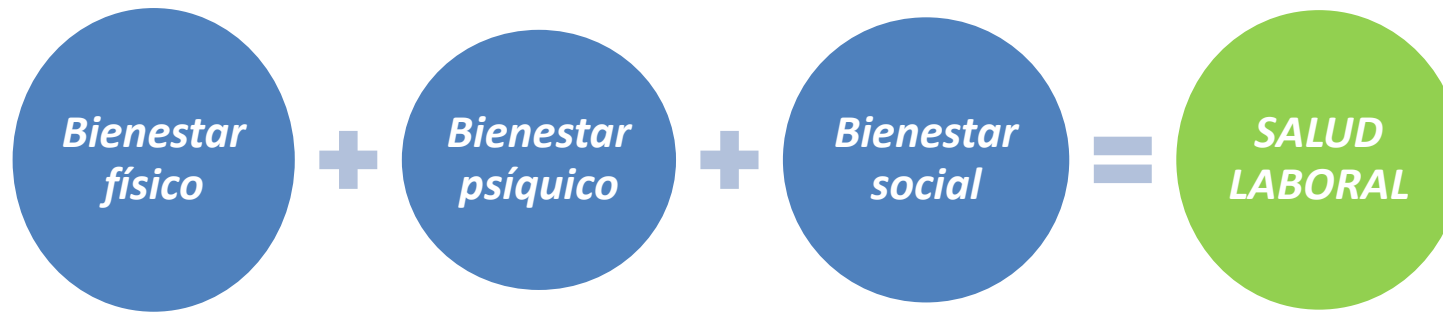 Bienestar
físico
Bienestar
psíquico
Bienestar
social
SALUD
LABORAL